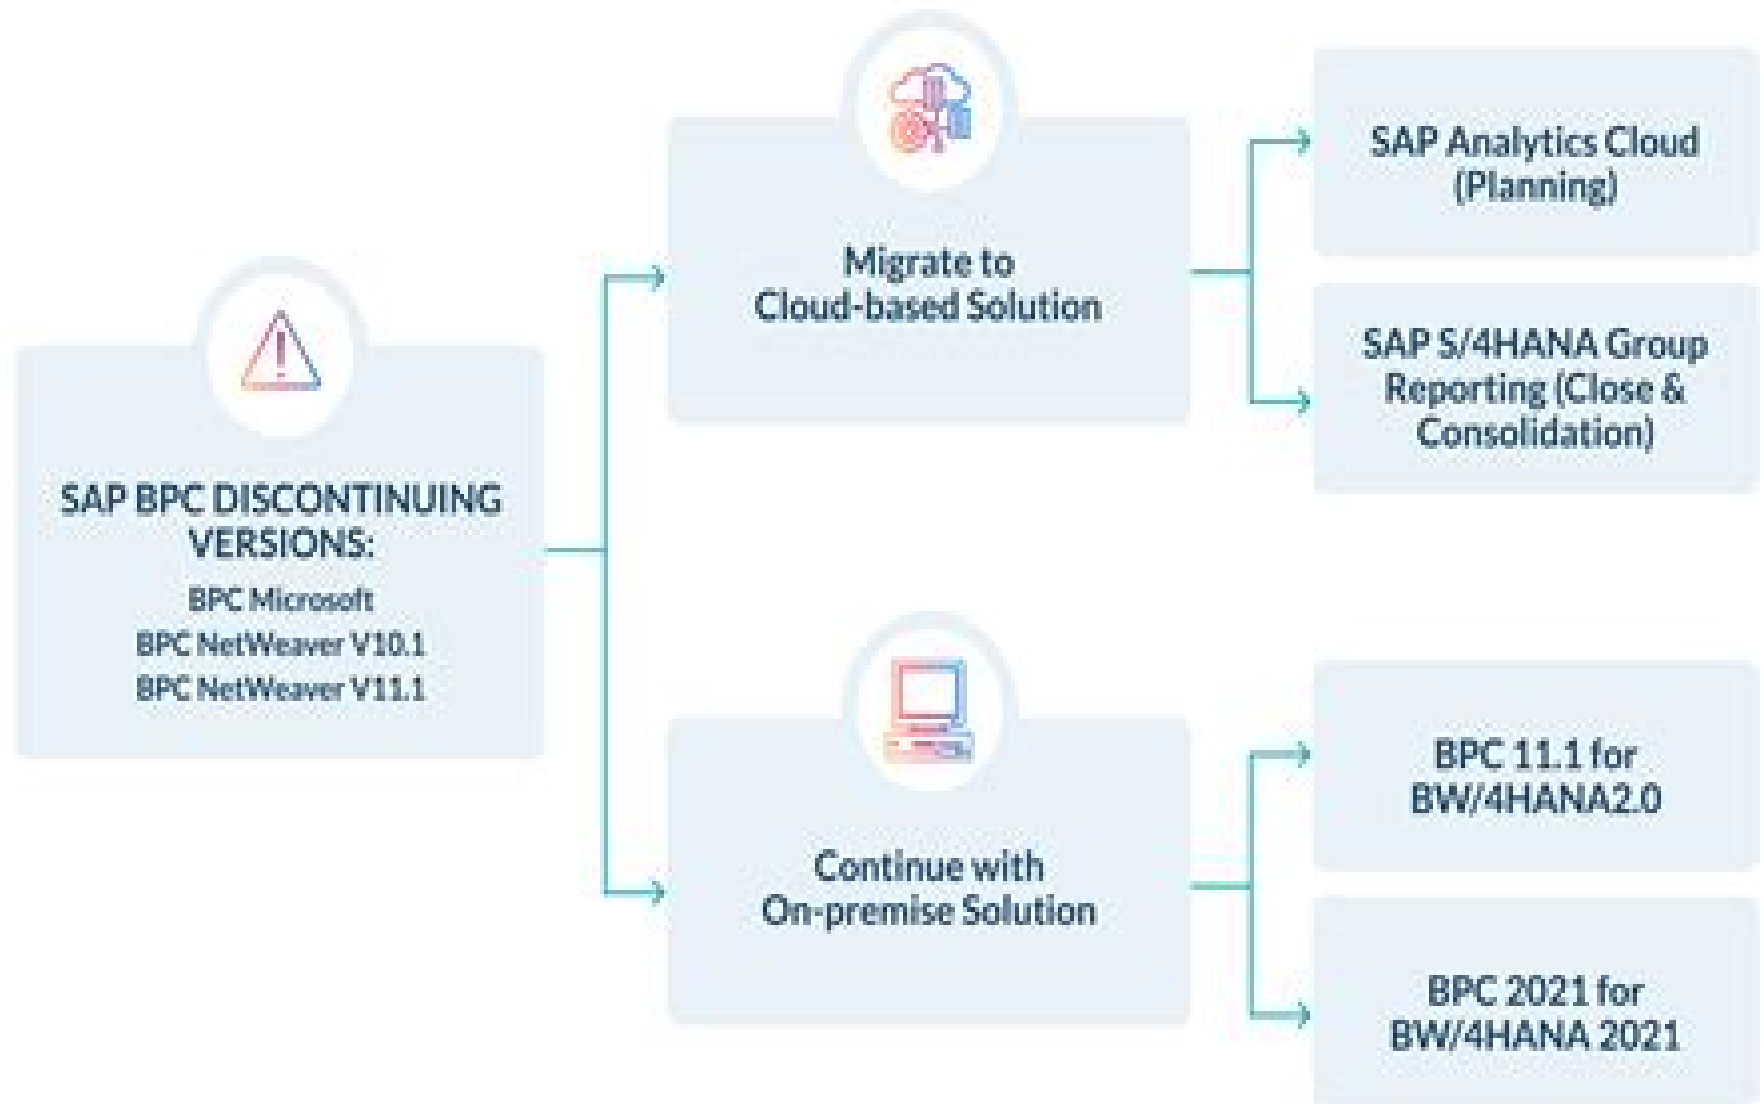 SAP BPC DISCONTINUING
VERSIONS:
BPC Microsoft
BPC NetWeaver V10.1
BPC NetWeaver V11.1
Migrate to
Cloud-based Solution
SAP Analytics Cloud
(Planning)
SAP S/4HANA Group
Reporting (Close &
Consolidation)
Continue with
On-premise Solution
BPC 11.1 for
BW/4HANA2.0
BPC 2021 for
BW/4HANA 2021